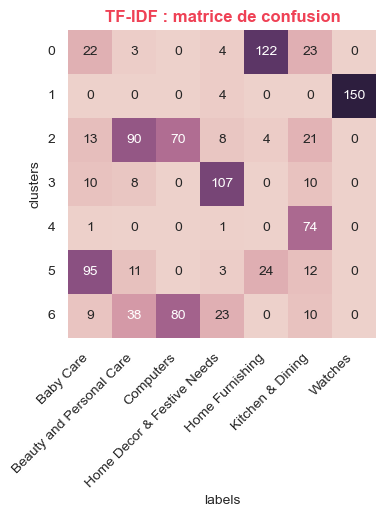 TF-IDF : matrice de confusion
clusters
0 22 3 0 4 122 23 0
1 0 0 0 4 0 0 150
2 13 90 70 8 4 21 0
3 10 8 0 107 0 10 0
4 1 0 0 1 0 74 0
5 95 11 0 3 24 12 0
6 9 38 80 23 0 10 0
Baby Care
Beauty and Personal Care
Computers
Home Decor & Festive Needs
Home Furnishing
Kitchen & Dining
Watches
labels